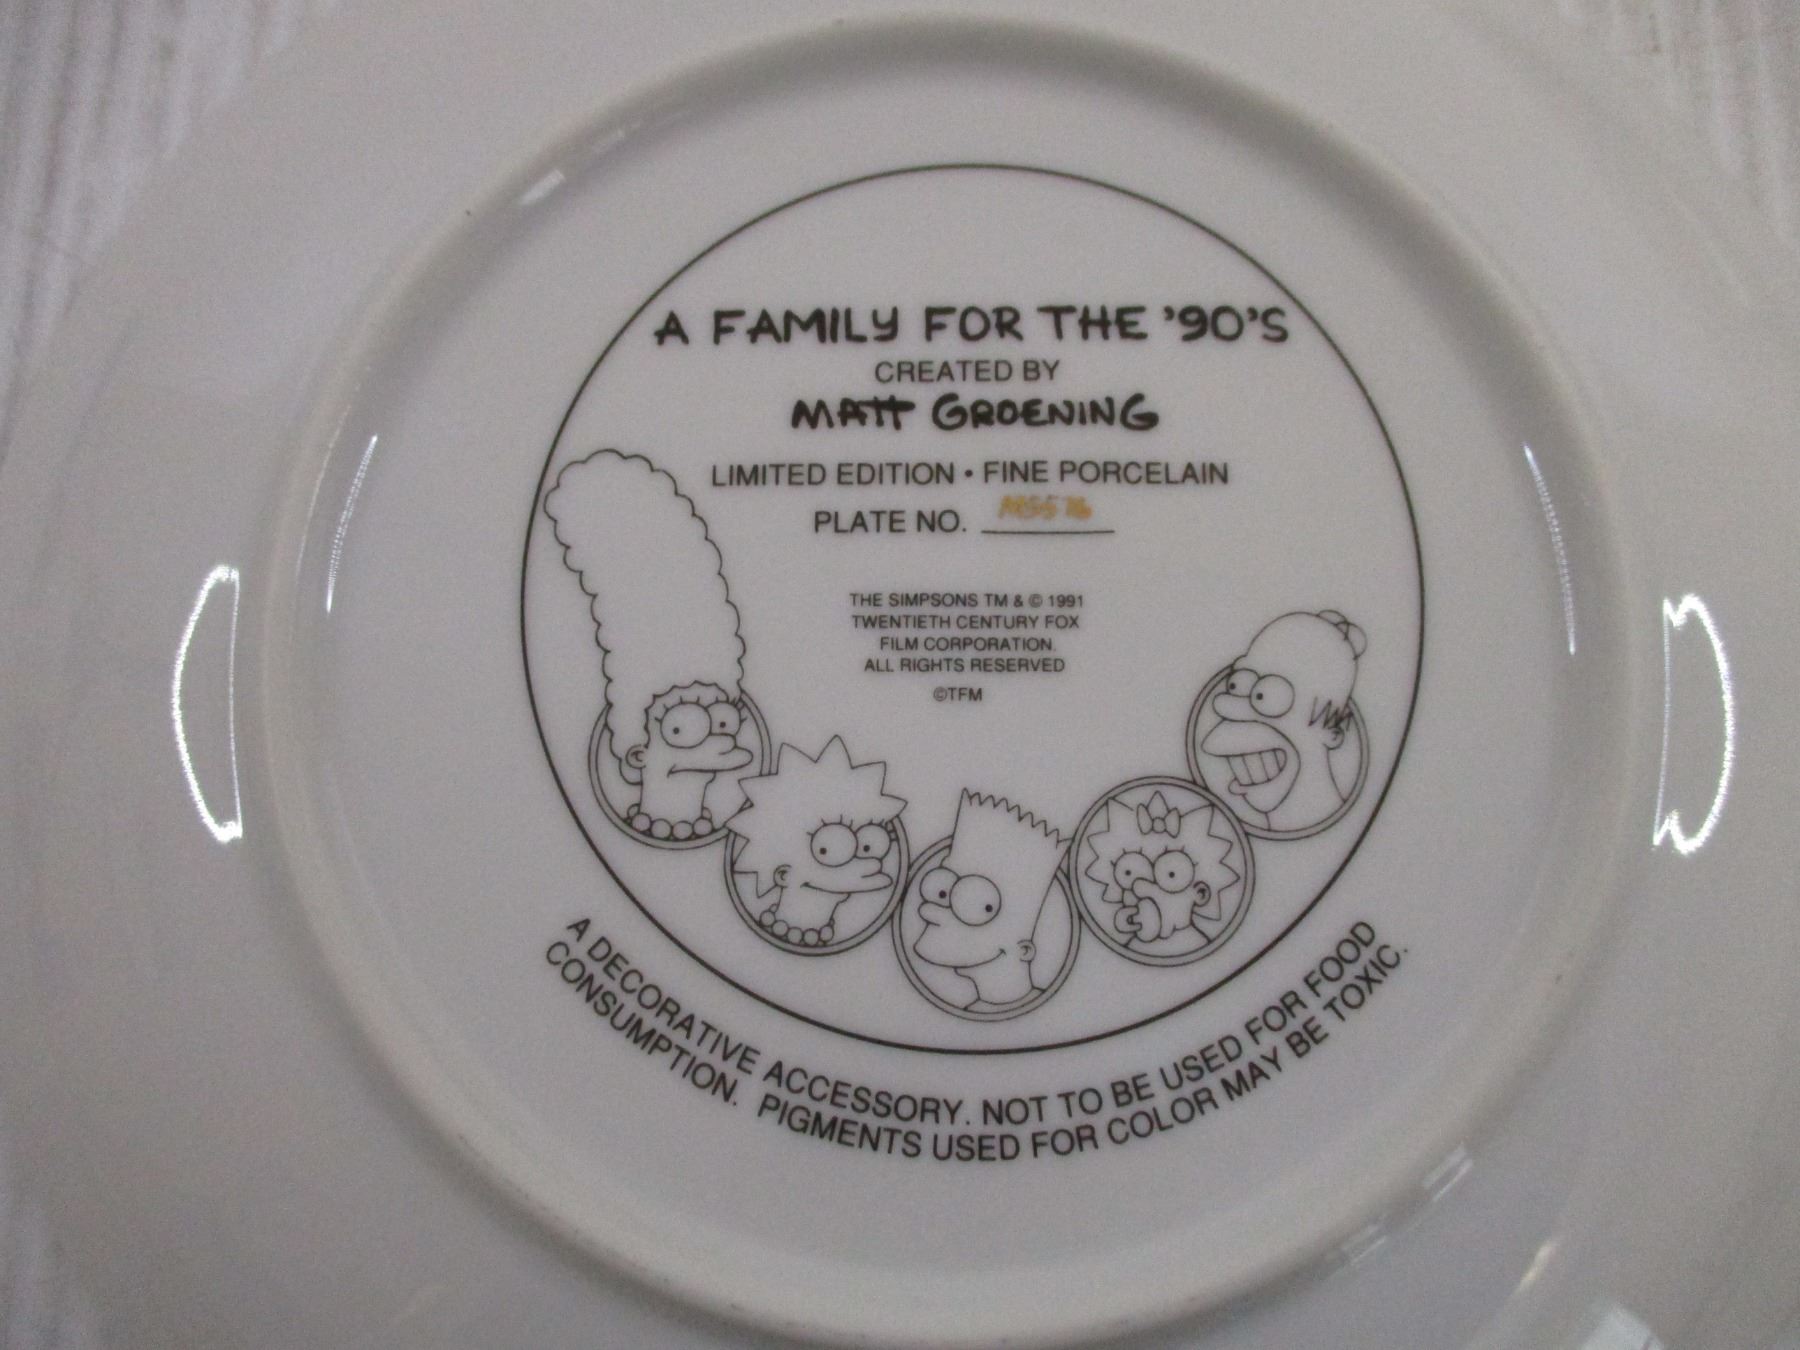 A FAMILY FOR THE '90'S
CREATED BY
MATT GROENING
LIMITED EDITION • FINE PORCELAIN
PLATE NO.
THE SIMPSONS TM & © 1991
TWENTIETH CENTURY FOX
FILM CORPORATION.
ALL RIGHTS RESERVED
©TFM
A DECORATIVE ACCESSORY. NOT TO BE USED FOR FOOD
CONSUMPTION. PIGMENTS USED FOR COLOR MAY BE TOXIC.